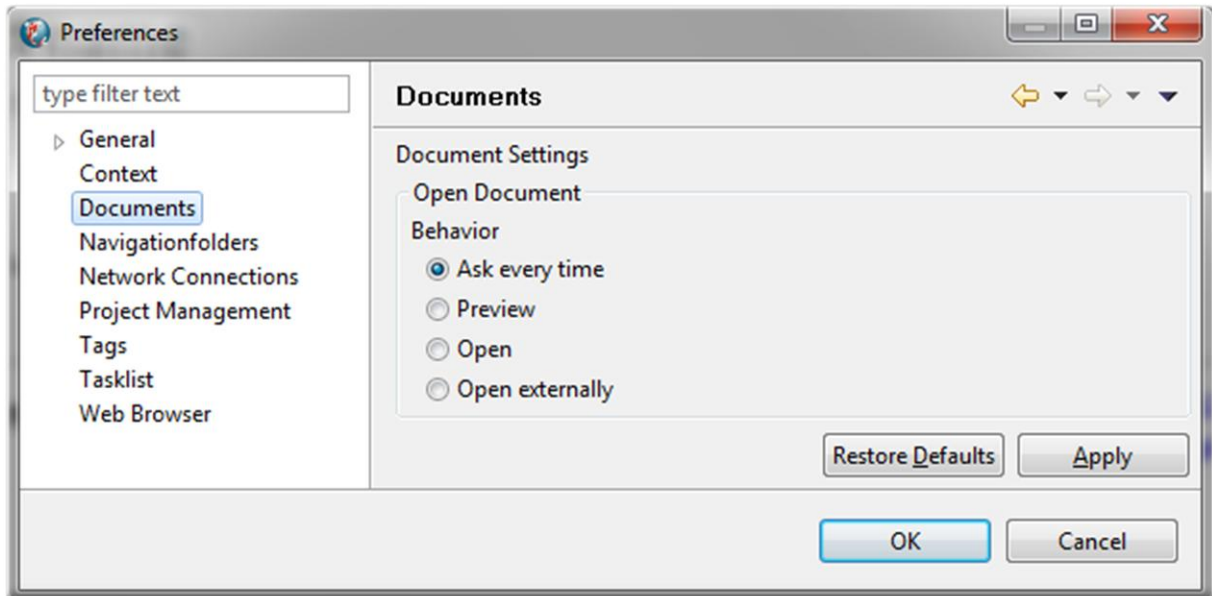 Preferences
type filter text
General
Context
Documents
Navigationfolders
Network Connections
Project Management
Tags
Tasklist
Web Browser
Documents
Document Settings
Open Document
Behavior
Ask every time
Preview
Open
Open externally
Restore Defaults
Apply
OK
Cancel